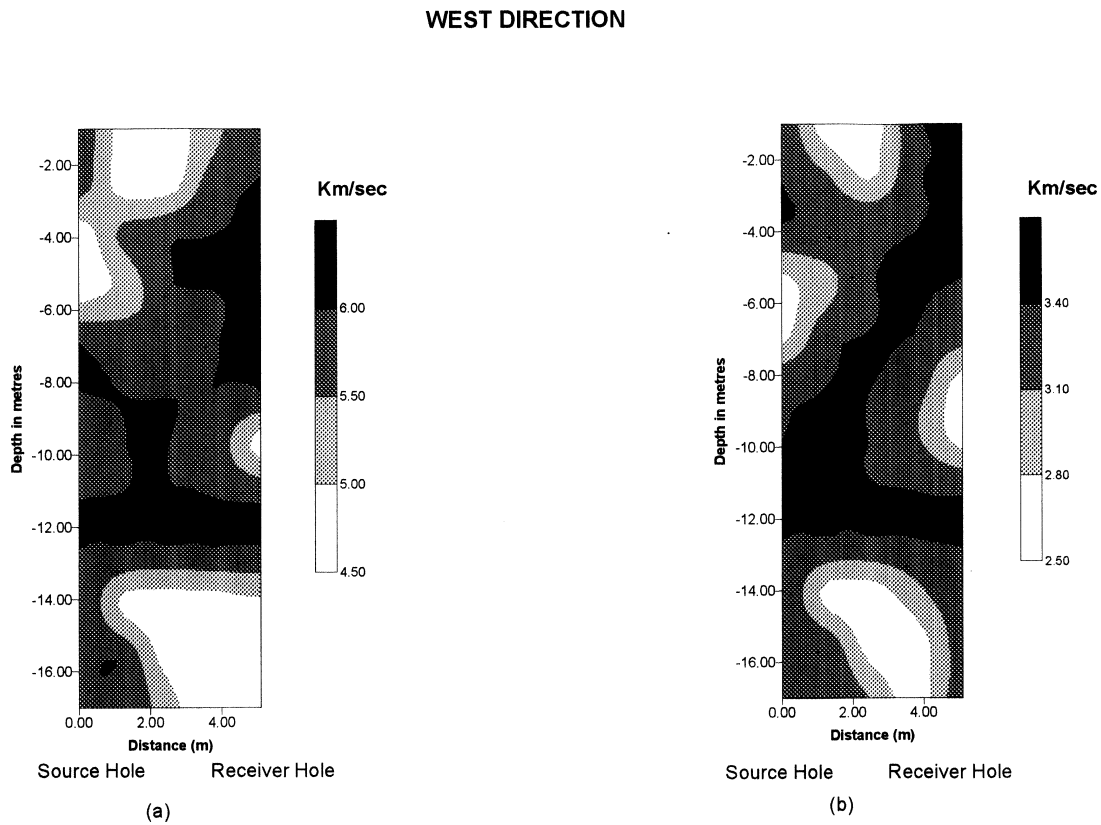 WEST DIRECTION
Km/sec
6.00
5.50
5.00
4.50
-2.00
-4.00
-6.00
-8.00
-10.00
-12.00
-14.00
-16.00
Depth in metres
0.00 2.00 4.00
Distance (m)
Source Hole Receiver Hole
(a)
Km/sec
3.40
3.10
2.80
2.50
-2.00
-4.00
-6.00
-8.00
-10.00
-12.00
-14.00
-16.00
Depth in metres
0.00 2.00 4.00
Distance (m)
Source Hole Receiver Hole
(b)